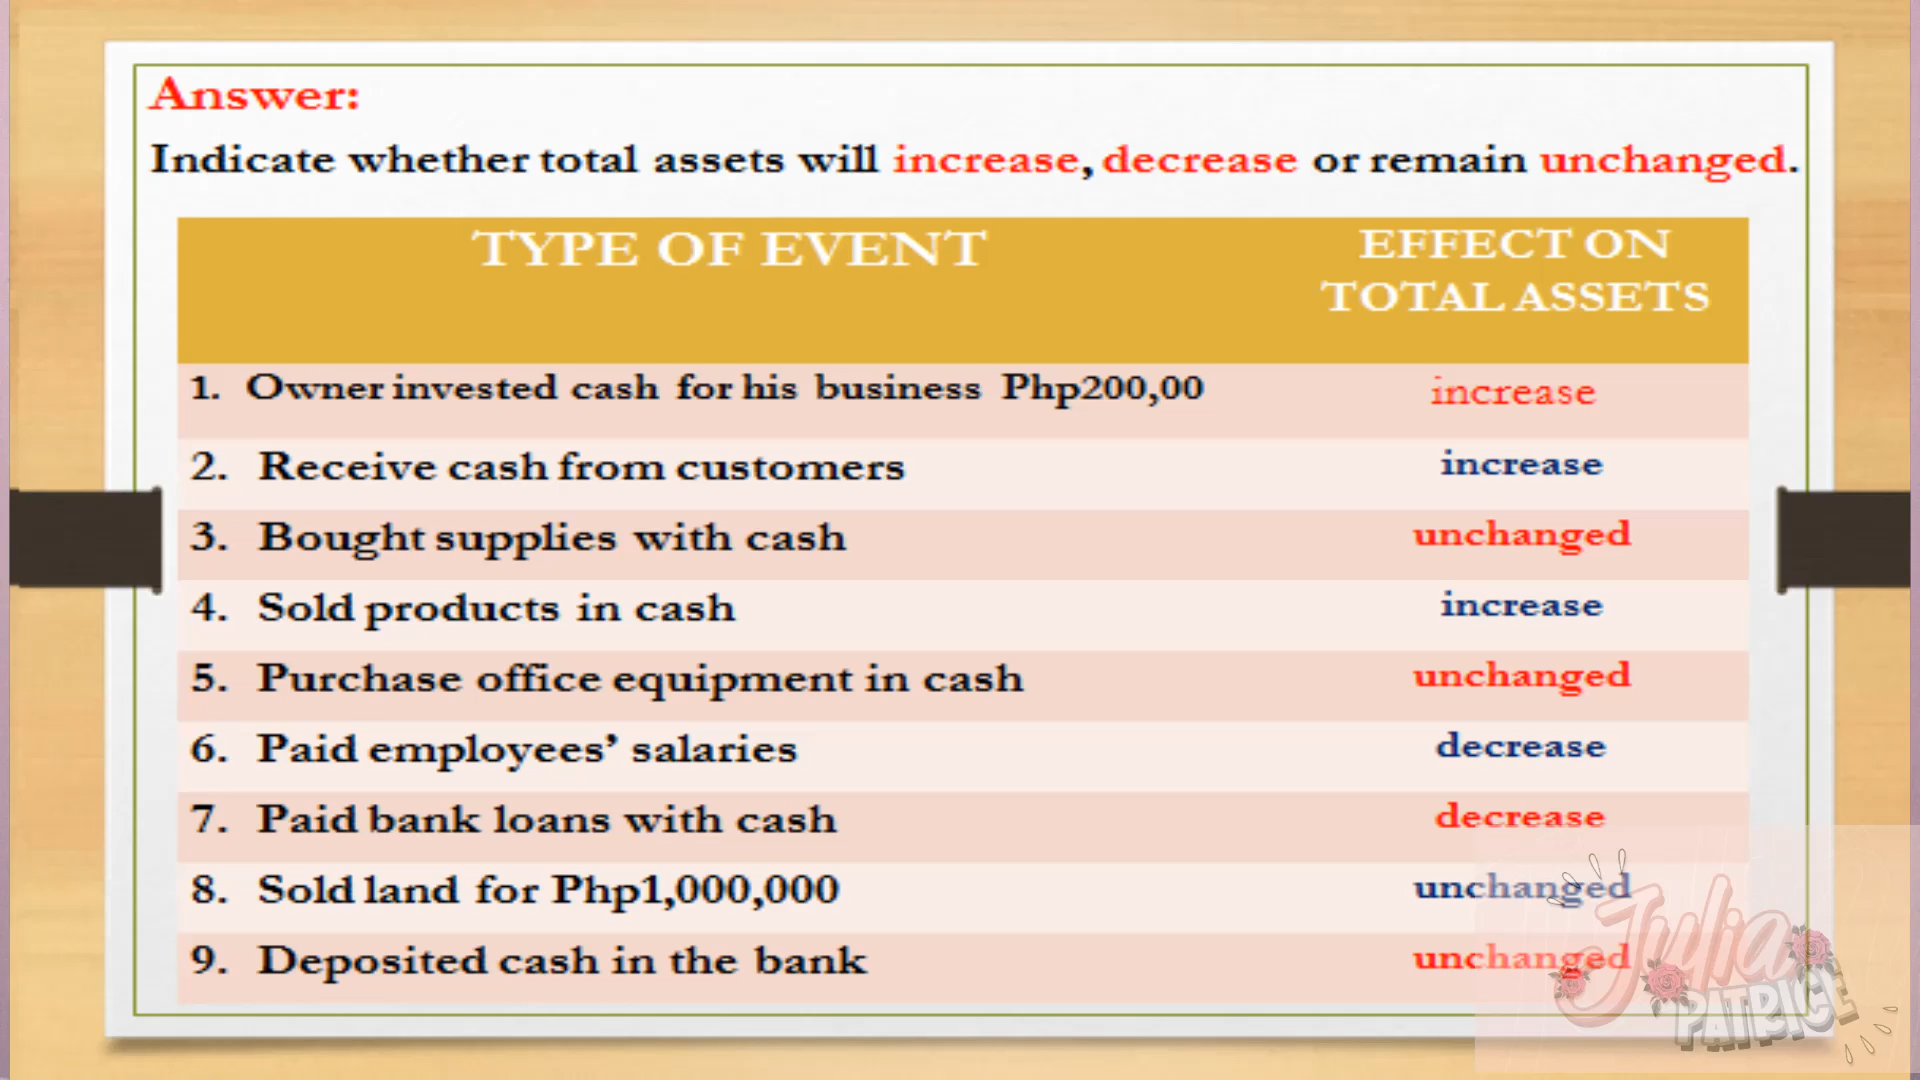 Answer:
Indicate whether total assets will increase, decrease or remain unchanged.
TYPE OF EVENT
EFFECT ON
TOTAL ASSETS
1. Owner invested cash for his business Php200,00
increase
2. Receive cash from customers
increase
3. Bought supplies with cash
unchanged
4. Sold products in cash
increase
5. Purchase office equipment in cash
unchanged
6. Paid employees’ salaries
decrease
7. Paid bank loans with cash
decrease
8. Sold land for Php1,000,000
unchanged
9. Deposited cash in the bank
unchanged
Julia
PATRICE